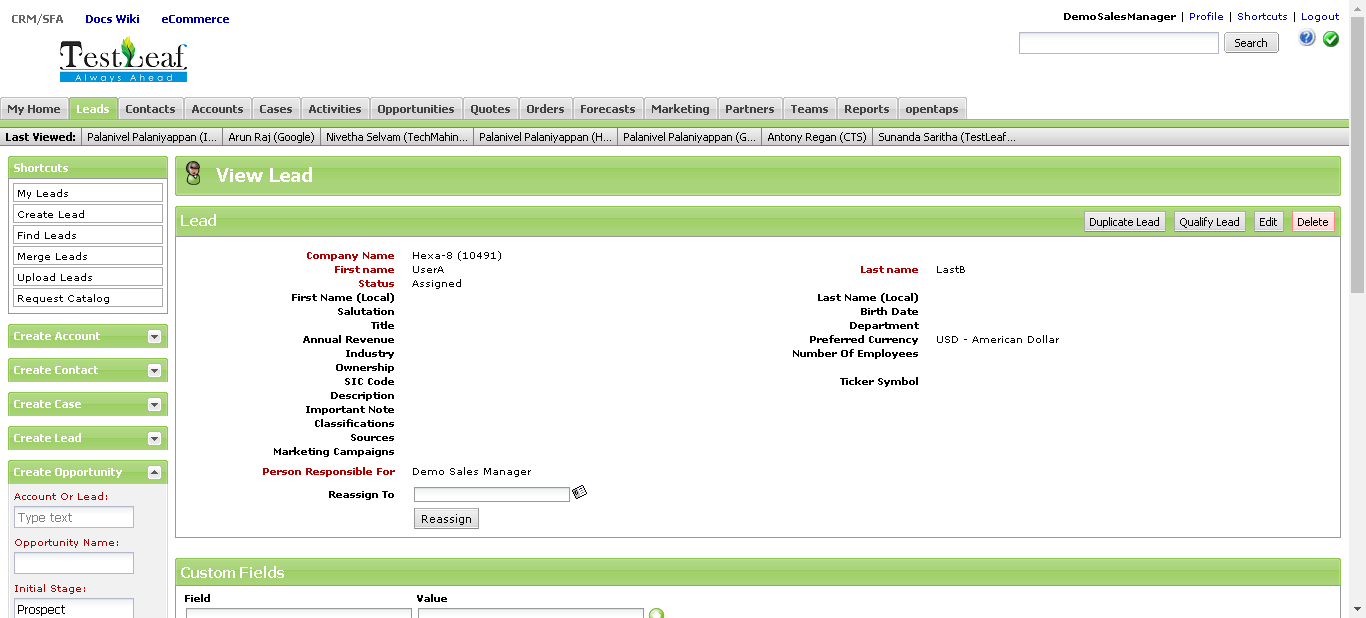 CRM/SFA Docs Wiki eCommerce
DemoSalesManager | Profile | Shortcuts | Logout
TestLeaf
Always Ahead
Search
My Home Leads Contacts Accounts Cases Activities Opportunities Quotes Orders Forecasts Marketing Partners Teams Reports opentaps
Last Viewed: Palanivel Palaniyappan (I... Arun Raj (Google) Nivetha Selvam (TechMahin... Palanivel Palaniyappan (H... Palanivel Palaniyappan (G... Antony Regan (CTS) Sunanda Saritha (TestLeaf...
Shortcuts
My Leads
Create Lead
Find Leads
Merge Leads
Upload Leads
Request Catalog
Create Account
Create Contact
Create Case
Create Lead
Create Opportunity
Account Or Lead:
Type text
Opportunity Name:
Initial Stage:
Prospect
View Lead
Lead
Duplicate Lead Qualify Lead Edit Delete
Company Name Hexa-8 (10491)
First name UserA Last name LastB
Status Assigned
First Name (Local) Last Name (Local)
Salutation Birth Date
Title Department
Annual Revenue Preferred Currency USD - American Dollar
Industry Number Of Employees
Ownership
SIC Code Ticker Symbol
Description
Important Note
Classifications
Sources
Marketing Campaigns
Person Responsible For Demo Sales Manager
Reassign To
Reassign
Custom Fields
Field Value